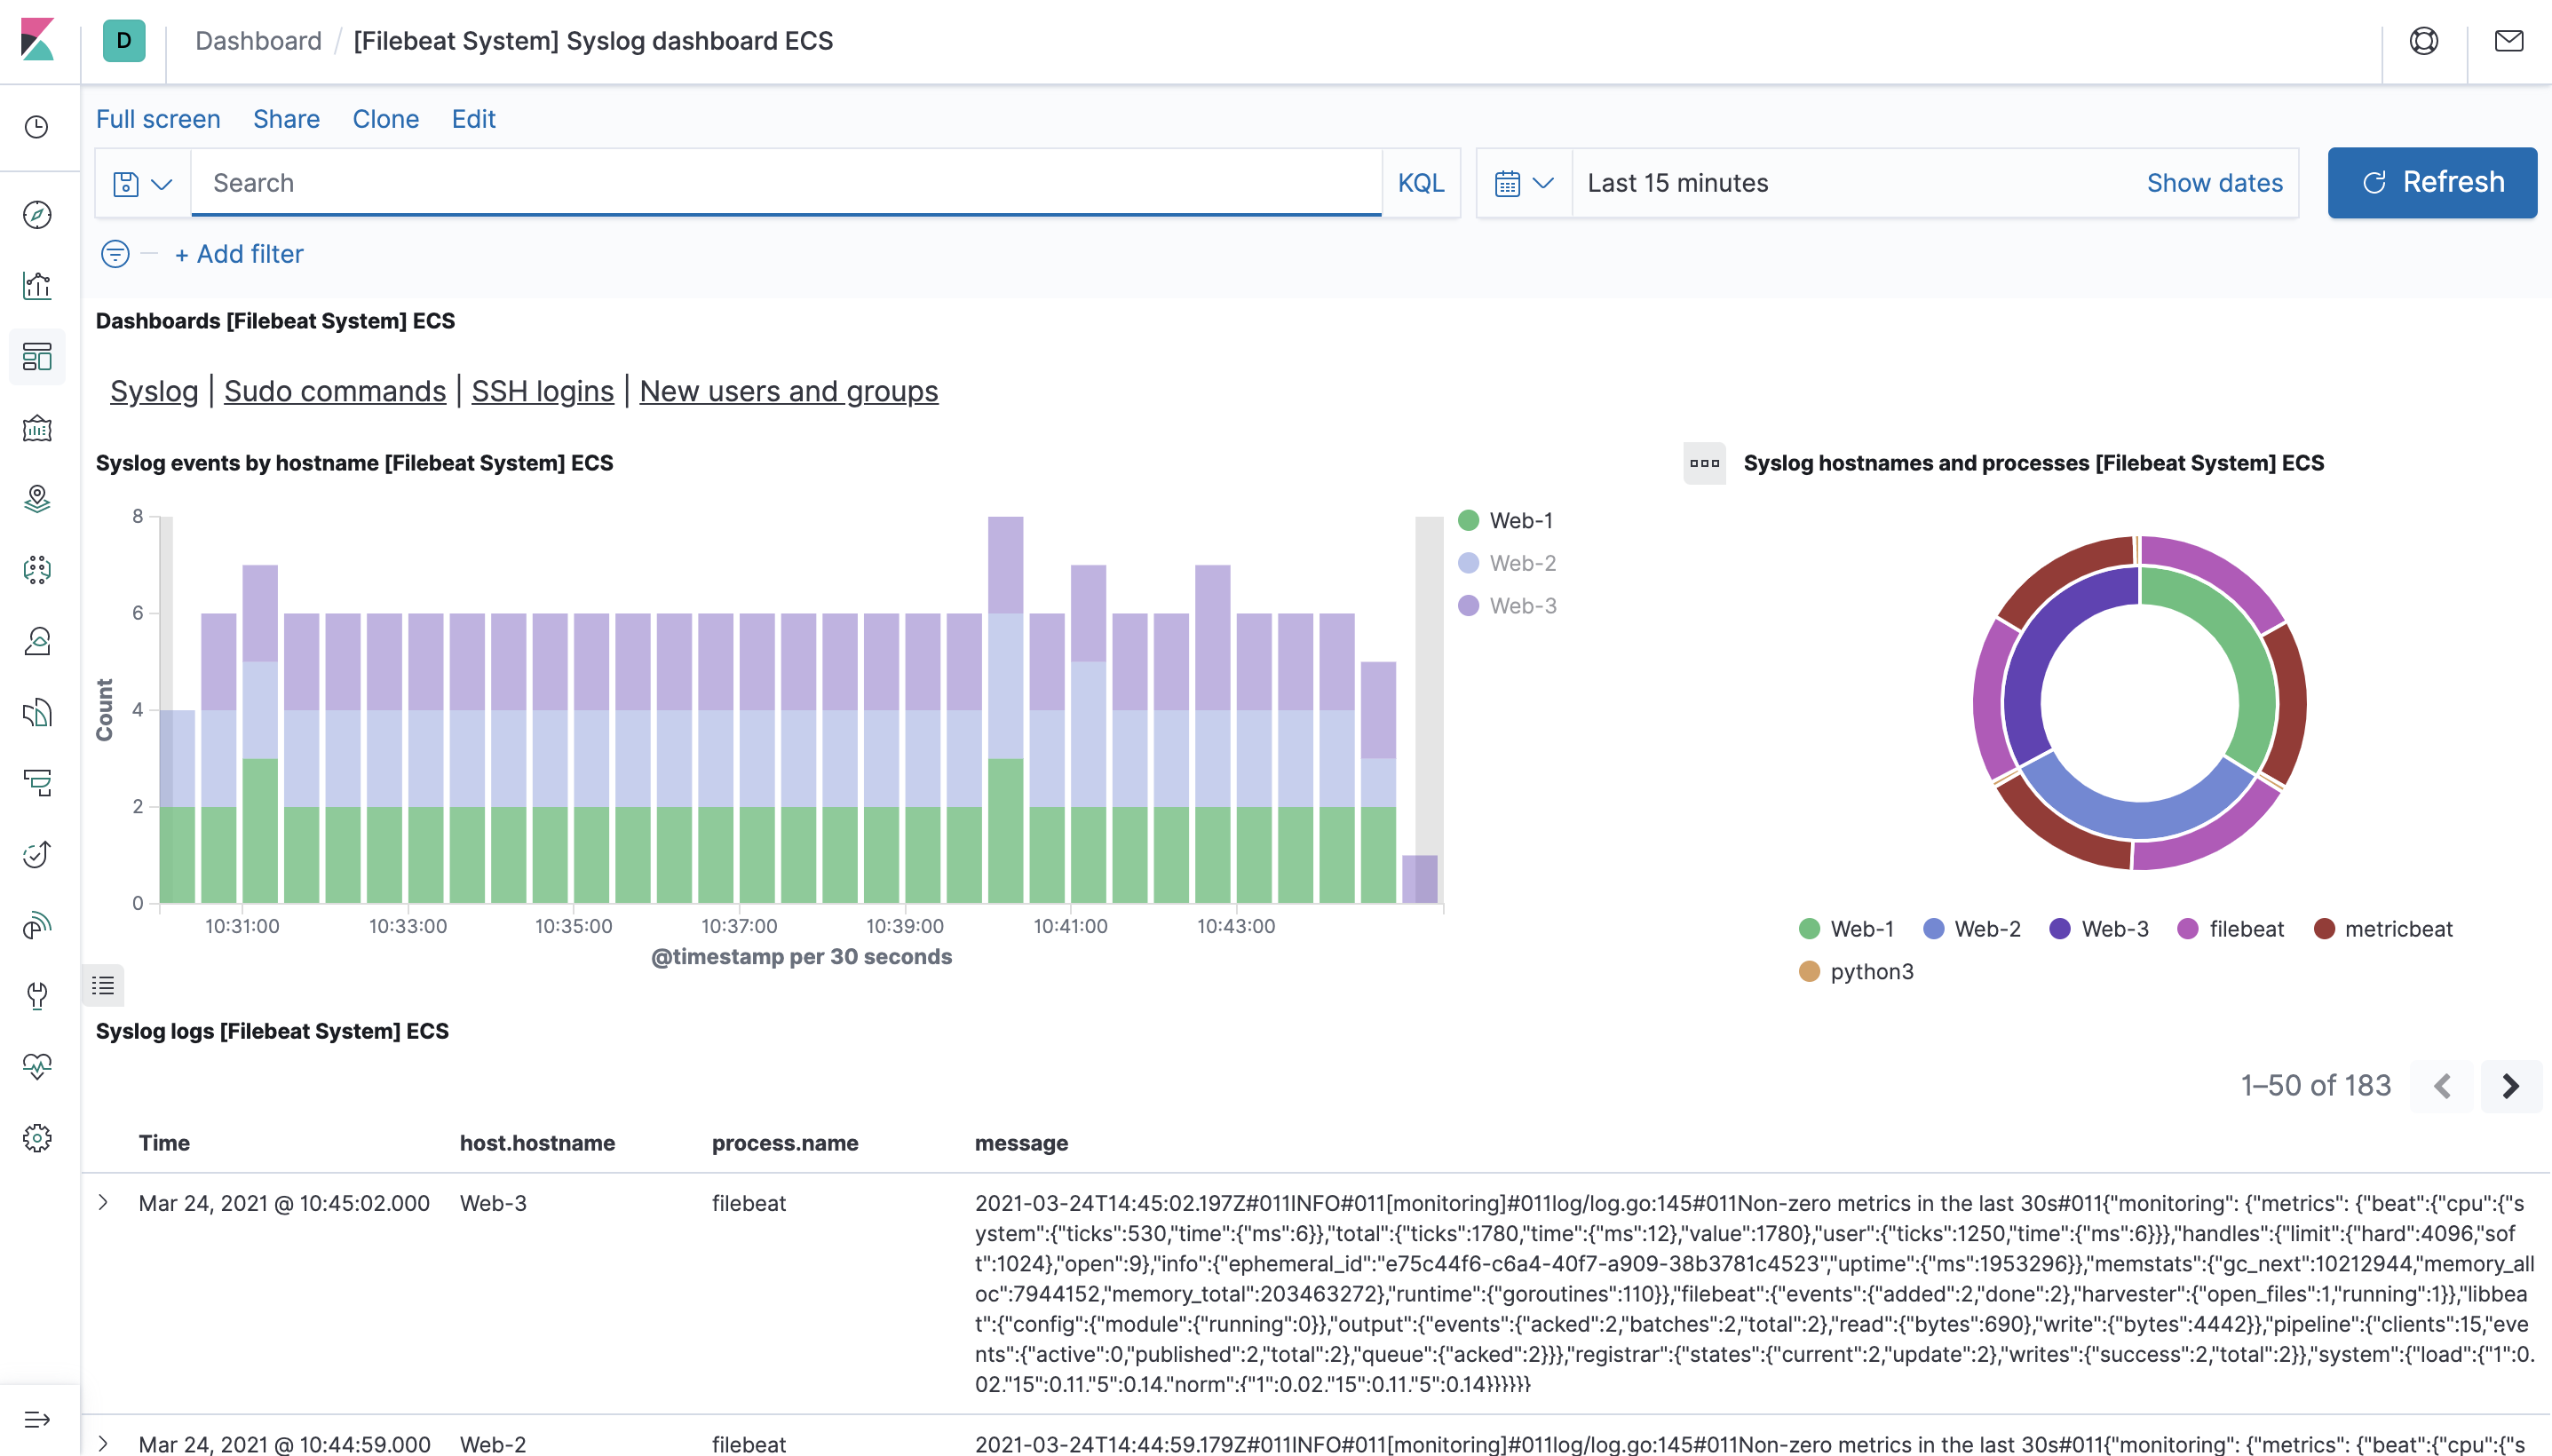 D
Dashboard / [Filebeat System] Syslog dashboard ECS
Full screen Share Clone Edit
Search KQL Last 15 minutes Show dates Refresh
+ Add filter
Dashboards [Filebeat System] ECS
Syslog | Sudo commands | SSH logins | New users and groups
Syslog events by hostname [Filebeat System] ECS
8
6
4
2
0
Count
10:31:00 10:33:00 10:35:00 10:37:00 10:39:00 10:41:00 10:43:00
@timestamp per 30 seconds
Web-1
Web-2
Web-3
Syslog hostnames and processes [Filebeat System] ECS
Web-1 Web-2 Web-3 filebeat metricbeat
python3
Syslog logs [Filebeat System] ECS
1–50 of 183
Time host.hostname process.name message
Mar 24, 2021 @ 10:45:02.000 Web-3 filebeat 2021-03-24T14:45:02.197Z#011INFO#011[monitoring]#011log/log.go:145#011Non-zero metrics in the last 30s#011{"monitoring": {"metrics": {"beat":{"cpu":{"s
ystem":{"ticks":530,"time":{"ms":6}},"total":{"ticks":1780,"time":{"ms":12},"value":1780},"user":{"ticks":1250,"time":{"ms":6}}},"handles":{"limit":{"hard":4096,"sof
t":1024},"open":9},"info":{"ephemeral_id":"e75c44f6-c6a4-40f7-a909-38b3781c4523","uptime":{"ms":1953296}},"memstats":{"gc_next":10212944,"memory_all
oc":7944152,"memory_total":203463272},"runtime":{"goroutines":110}},"filebeat":{"events":{"added":2,"done":2},"harvester":{"open_files":1,"running":1}},"libbea
t":{"config":{"module":{"running":0}},"output":{"events":{"acked":2,"batches":2,"total":2},"read":{"bytes":690},"write":{"bytes":4442}},"pipeline":{"clients":15,"eve
nts":{"active":0,"published":2,"total":2},"queue":{"acked":2}}},"registrar":{"states":{"current":2,"update":2},"writes":{"success":2,"total":2}},"system":{"load":{"1":0.
02,"15":0.11,"5":0.14,"norm":{"1":0.02,"15":0.11,"5":0.14}}}}}}
Mar 24, 2021 @ 10:44:59.000 Web-2 filebeat 2021-03-24T14:44:59.179Z#011INFO#011[monitoring]#011log/log.go:145#011Non-zero metrics in the last 30s#011{"monitoring": {"metrics": {"beat":{"cpu":{"s